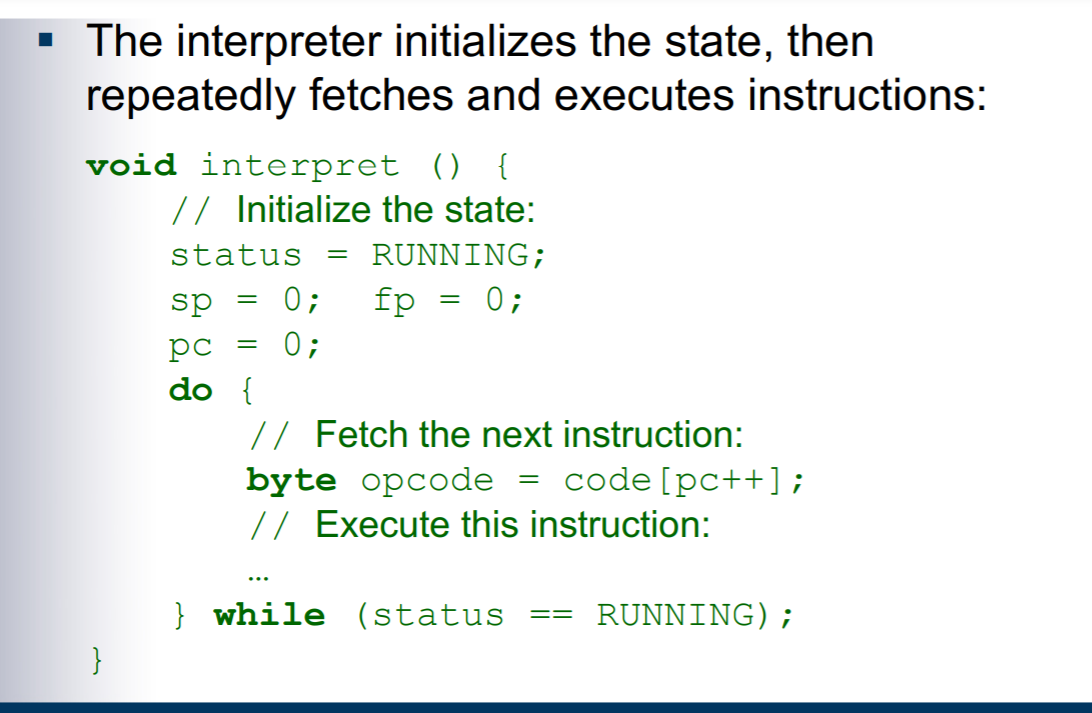 ▪ The interpreter initializes the state, then
repeatedly fetches and executes instructions:
void interpret () {
// Initialize the state:
status = RUNNING;
sp = 0; fp = 0;
pc = 0;
do {
// Fetch the next instruction:
byte opcode = code[pc++];
// Execute this instruction:
…
} while (status == RUNNING);
}